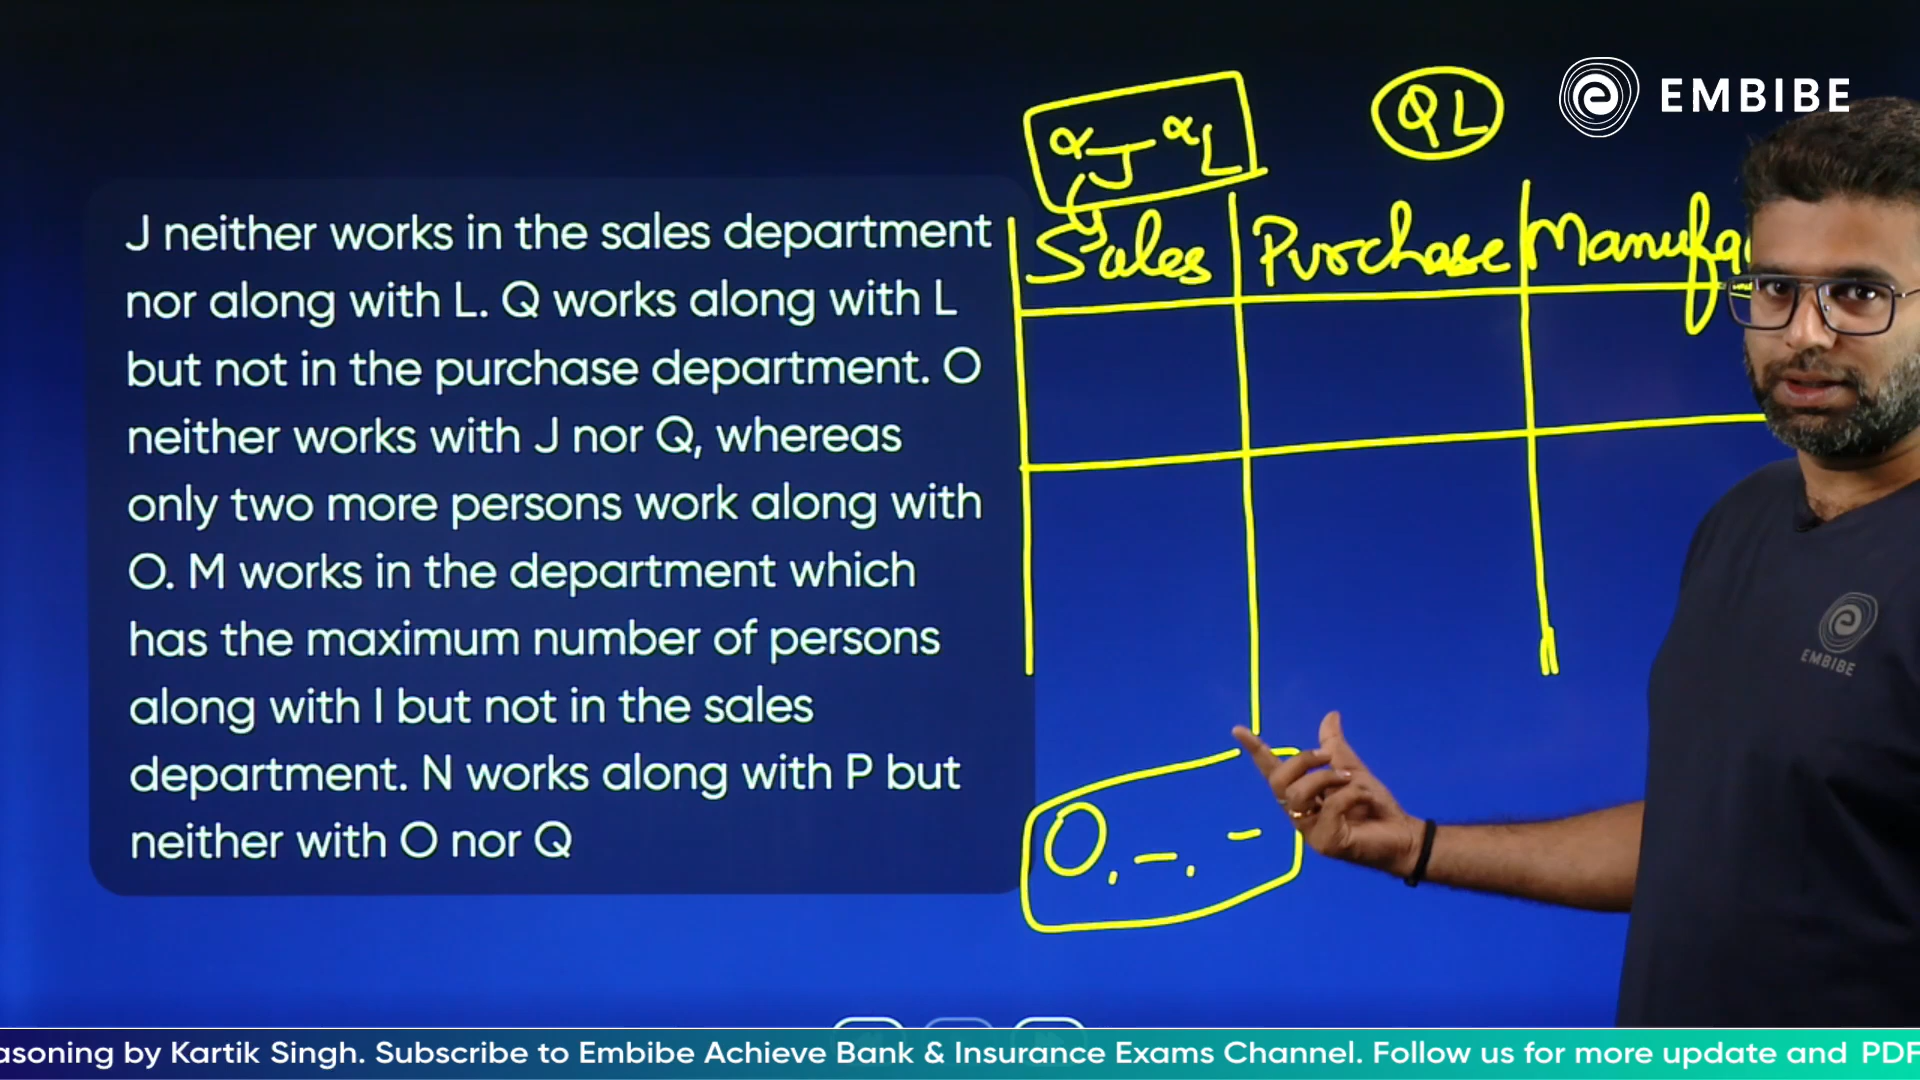 EMBIBE
J neither works in the sales department
nor along with L. Q works along with L
but not in the purchase department. O
neither works with J nor Q, whereas
only two more persons work along with
O. M works in the department which
has the maximum number of persons
along with I but not in the sales
department. N works along with P but
neither with O nor Q
J L
QL
Sales Purchase Manufa
O, –, –
EMBIBE
asoning by Kartik Singh. Subscribe to Embibe Achieve Bank & Insurance Exams Channel. Follow us for more update and PDF